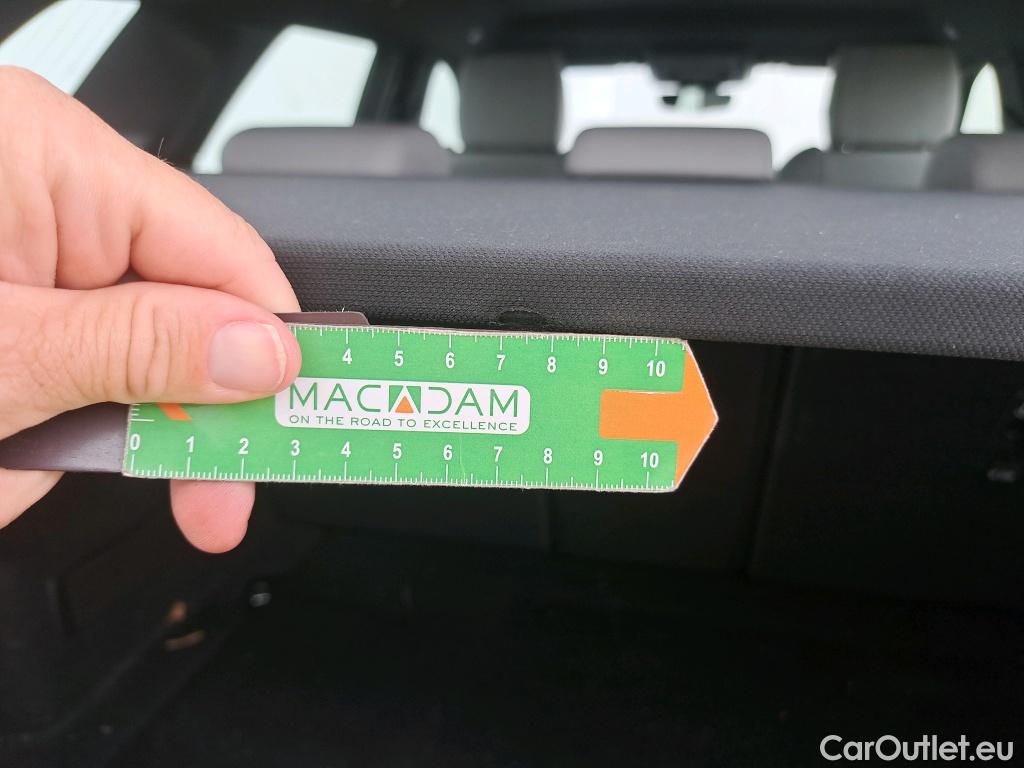 4 5 6 7 8 9 10
MACADAM
ON THE ROAD TO EXCELLENCE
0 1 2 3 4 5 6 7 8 9 10
CarOutlet.eu